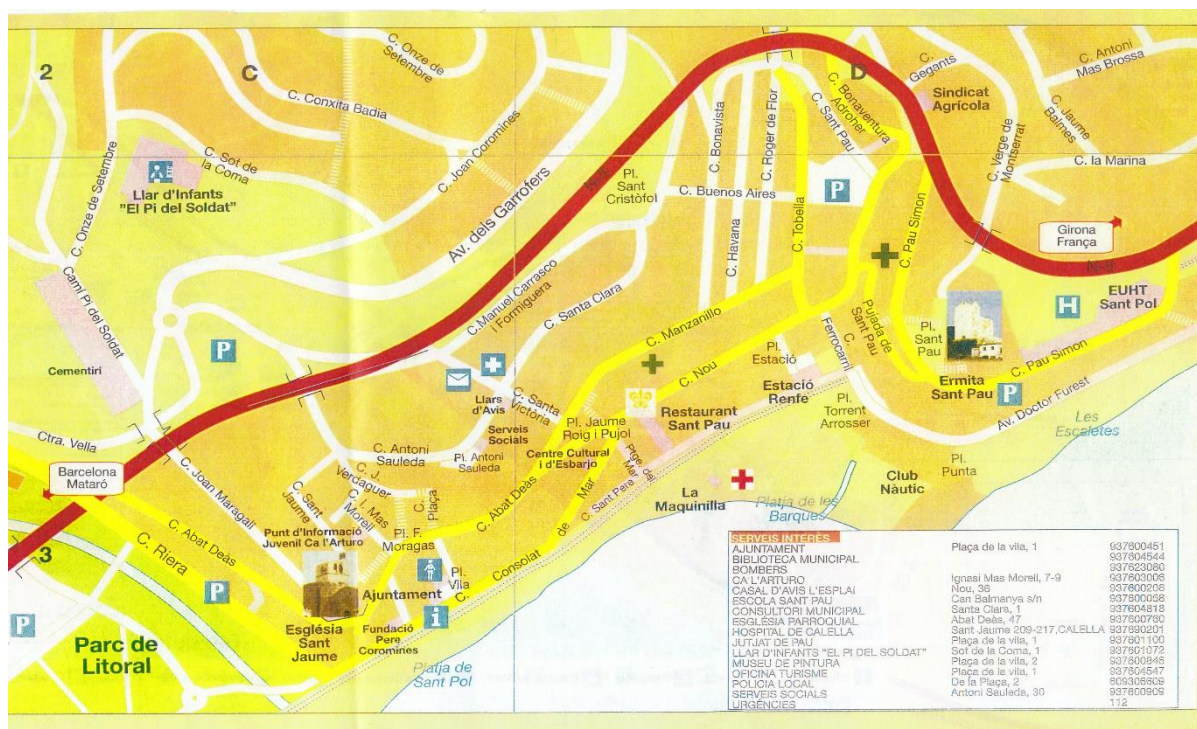 2
C
D
C. Onze de
Setembre
C. Conxita Badia
C. Joan Coromines
C. Sot de
la Coma
Llar d'Infants
"El Pi del Soldat"
C. Onze de Setembre
Av. dels Garrofers
Camí Pi del Soldat
Cementiri
P
Ctra. Vella
Barcelona
Mataró
C. Bonavista
C. Roger de Flor
C. Sant Pau
C. Bonaventura
Adroher
C. Gegants
Sindicat
Agrícola
C. Antoni
Mas Brossa
C. Jaume
Balmes
C. Verge de
Montserrat
C. la Marina
Pl.
Sant
Cristòfol
C. Buenos Aires
P
C. Havana
C. Tobella
C. Pau Simon
Girona
França
N-II
EUHT
Sant Pol
H
C. Manuel Carrasco
i Formiguera
C. Santa Clara
C. Manzanillo
C. Nou
Pl.
Estació
C.
Ferrocarril
Pujada de
Sant Pau
Pl.
Sant
Pau
Ermita
Sant Pau
C. Pau Simon
P
Estació
Renfe
Pl.
Torrent
Arrosser
Av. Doctor Furest
Les
Escaletes
Llars
d'Avis
C. Santa
Victòria
Serveis
Socials
Pl. Jaume
Roig i Pujol
Restaurant
Sant Pau
Centre Cultural
i d'Esbarjo
C. Antoni
Sauleda
Pl. Antoni
Sauleda
C. J.
Verdaguer
C. I. Mas
Morell
C. Sant
Jaume
C. Joan Maragall
C.
Plaça
C. Abat Deàs
Ptge. del
Mar
C. Sant Pere
La
Maquinilla
Platja de les
Barques
Club
Nàutic
Pl.
Punta
3
C. Abat Deàs
C. Riera
P
P
Punt d'Informació
Juvenil Ca l'Arturo
Pl. F.
Moragas
Ajuntament
Pl.
Vila
C. Consolat de Mar
i
Església
Sant
Jaume
Fundació
Pere
Coromines
Parc de
Litoral
Platja de
Sant Pol
SERVEIS INTERÈS
AJUNTAMENT Plaça de la vila, 1 937600451
BIBLIOTECA MUNICIPAL 937604544
BOMBERS 937623080
CA L'ARTURO Ignasi Mas Morell, 7-9 937603006
CASAL D'AVIS L'ESPLAI Nou, 36 937600208
ESCOLA SANT PAU Can Balmanya s/n 937600058
CONSULTORI MUNICIPAL Santa Clara, 1 937604818
ESGLÉSIA PARROQUIAL Abat Deàs, 47 937600760
HOSPITAL DE CALELLA Sant Jaume 209-217,CALELLA 937690201
JUTJAT DE PAU Plaça de la vila, 1 937601100
LLAR D'INFANTS "EL PI DEL SOLDAT" Sot de la Coma, 1 937601072
MUSEU DE PINTURA Plaça de la vila, 2 937600846
OFICINA TURISME Plaça de la vila, 1 937604547
POLICIA LOCAL De la Plaça, 2 609306609
SERVEIS SOCIALS Antoni Sauleda, 30 937600909
URGÈNCIES 112